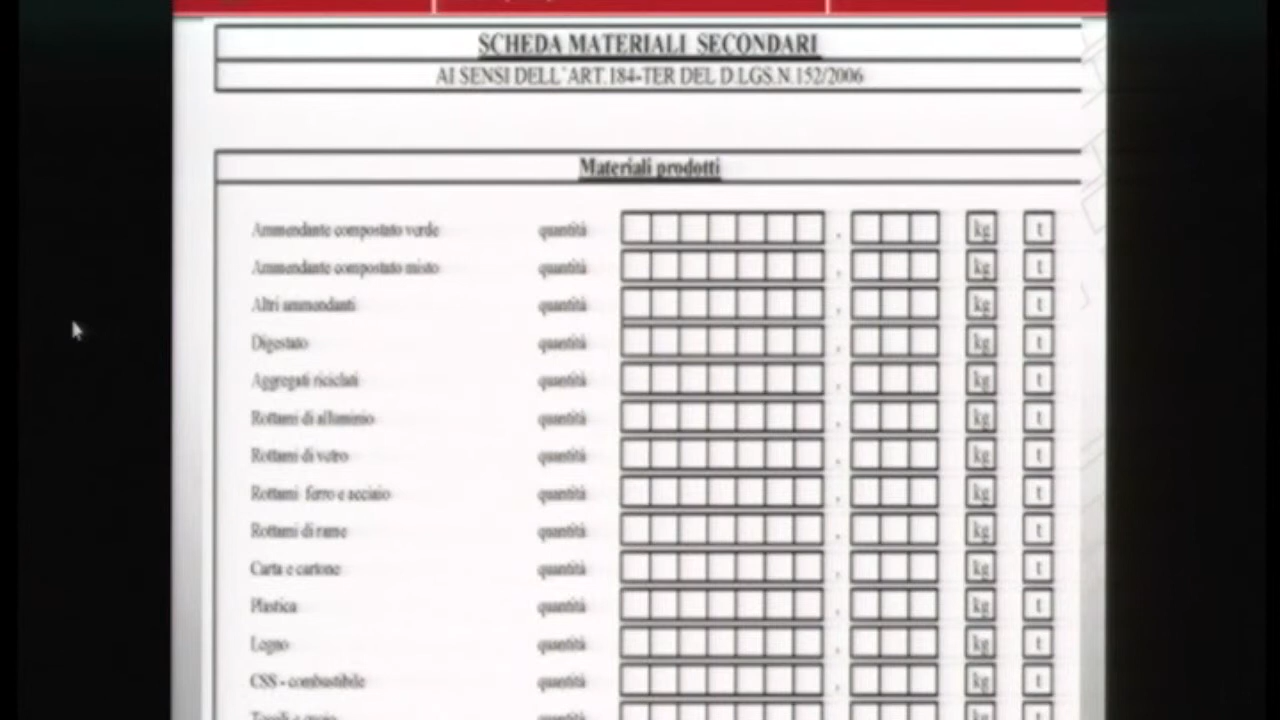 SCHEDA MATERIALI SECONDARI
AI SENSI DELL'ART.184-TER DEL D.LGS.N.152/2006
Materiali prodotti
Ammendante compostato verde quantità , kg t
Ammendante compostato misto quantità , kg t
Altri ammendanti quantità , kg t
Digestato quantità , kg t
Aggregati riciclati quantità , kg t
Rottami di alluminio quantità , kg t
Rottami di vetro quantità , kg t
Rottami ferro e acciaio quantità , kg t
Rottami di rame quantità , kg t
Carta e cartone quantità , kg t
Plastica quantità , kg t
Legno quantità , kg t
CSS - combustibile quantità , kg t